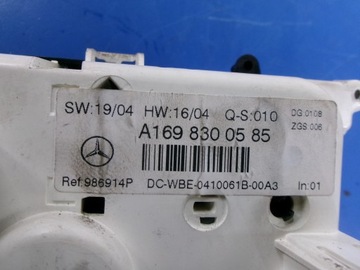 SW:19/04 HW:16/04 Q-S:010 DG:0108
ZGS:006
A169 830 05 85
Ref:986914P DC-WBE-0410061B-00A3 In:01